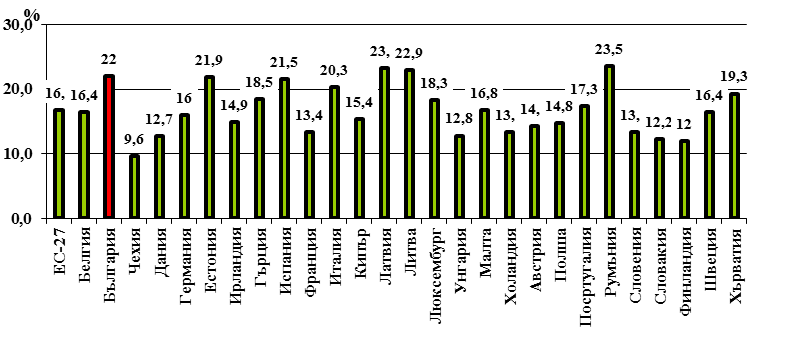 %
30,0
20,0
10,0
0,0
16,
16,4
22
9,6
12,7
16
21,9
14,9
18,5
21,5
13,4
20,3
15,4
23,
22,9
18,3
12,8
16,8
13,
14,
14,8
17,3
23,5
13,
12,2
12
16,4
19,3
ЕС-27
Белгия
България
Чехия
Дания
Германия
Естония
Ирландия
Гърция
Испания
Франция
Италия
Кипър
Латвия
Литва
Люксембург
Унгария
Малта
Холандия
Австрия
Полша
Посртугалия
Румъния
Словения
Словакия
Финландия
Швеция
Хърватия